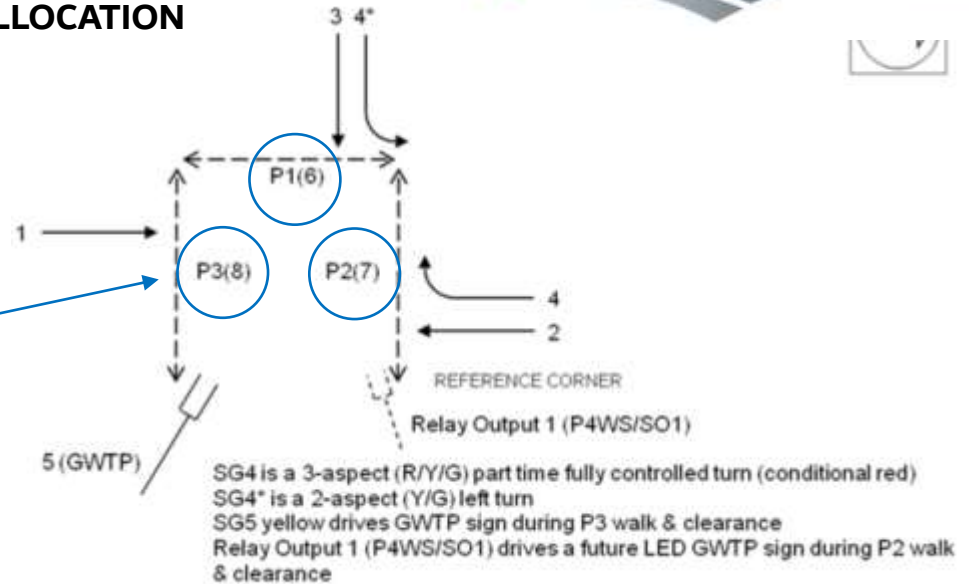 LLOCATION
3 4*
P1(6)
1
P3(8) P2(7)
4
2
REFERENCE CORNER
Relay Output 1 (P4WS/SO1)
5 (GWTP)
SG4 is a 3-aspect (R/Y/G) part time fully controlled turn (conditional red)
SG4* is a 2-aspect (Y/G) left turn
SG5 yellow drives GWTP sign during P3 walk & clearance
Relay Output 1 (P4WS/SO1) drives a future LED GWTP sign during P2 walk
& clearance